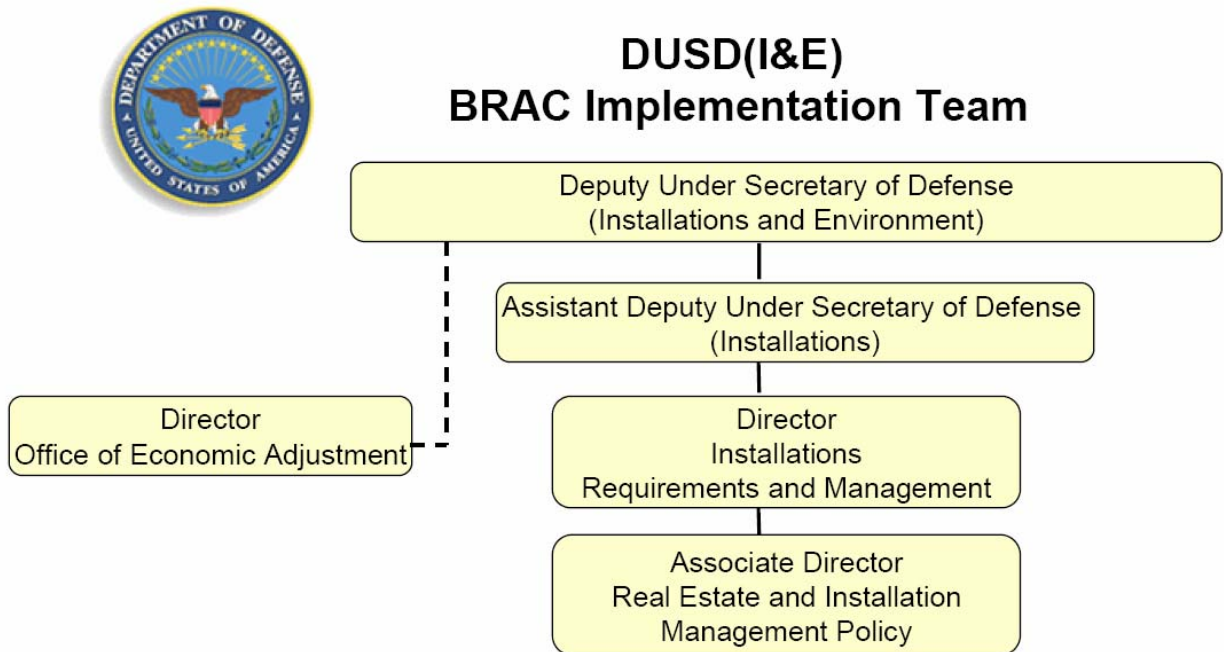 DEPARTMENT OF DEFENSE
UNITED STATES OF AMERICA
DUSD(I&E)
BRAC Implementation Team
Deputy Under Secretary of Defense
(Installations and Environment)
Assistant Deputy Under Secretary of Defense
(Installations)
Director
Office of Economic Adjustment
Director
Installations
Requirements and Management
Associate Director
Real Estate and Installation
Management Policy